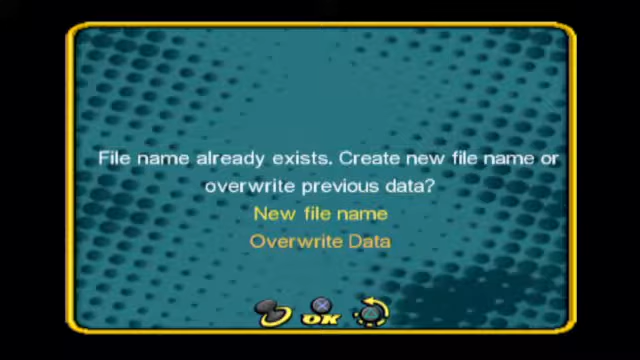 File name already exists. Create new file name or
overwrite previous data?
New file name
Overwrite Data
OK